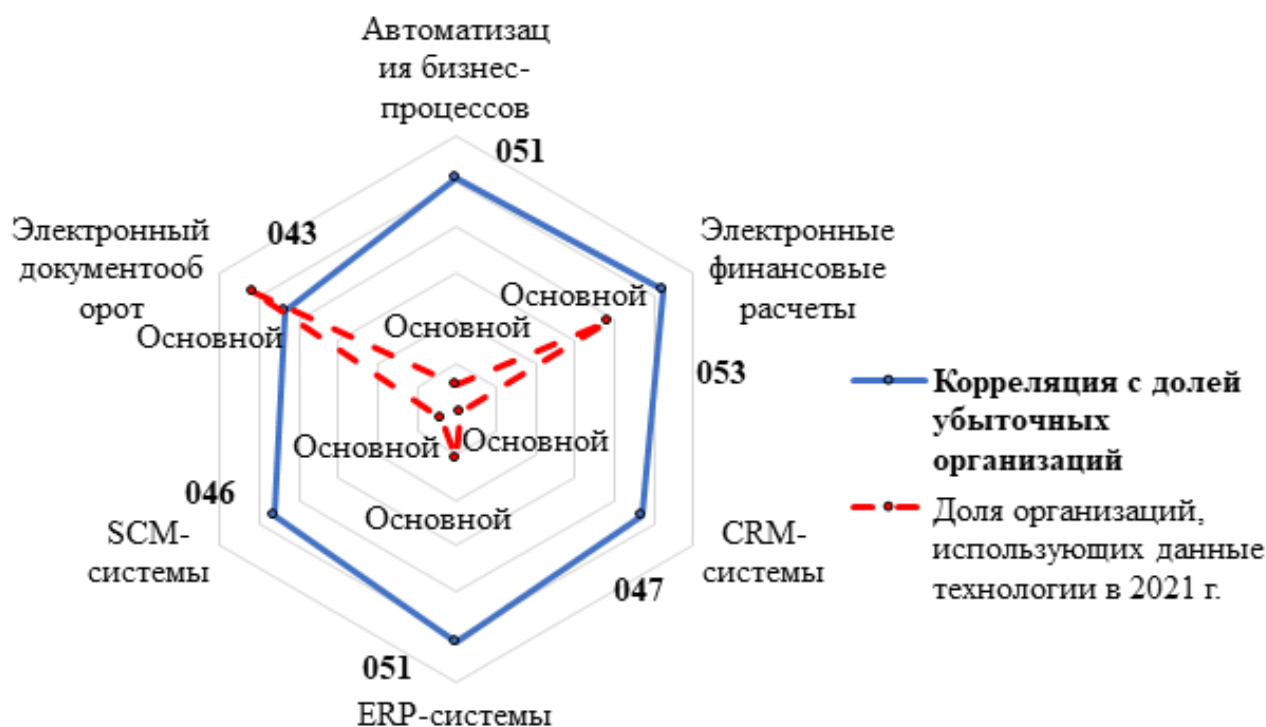 Автоматизац
ия бизнес-
процессов
051
043
Электронный
документооб
орот
Электронные
финансовые
расчеты
Основной
Основной
Основной
053
Корреляция с долей
убыточных
организаций
Основной
Основной
046
Основной
Доля организаций,
использующих данные
технологии в 2021 г.
SCM-
системы
CRM-
системы
047
051
ERP-системы